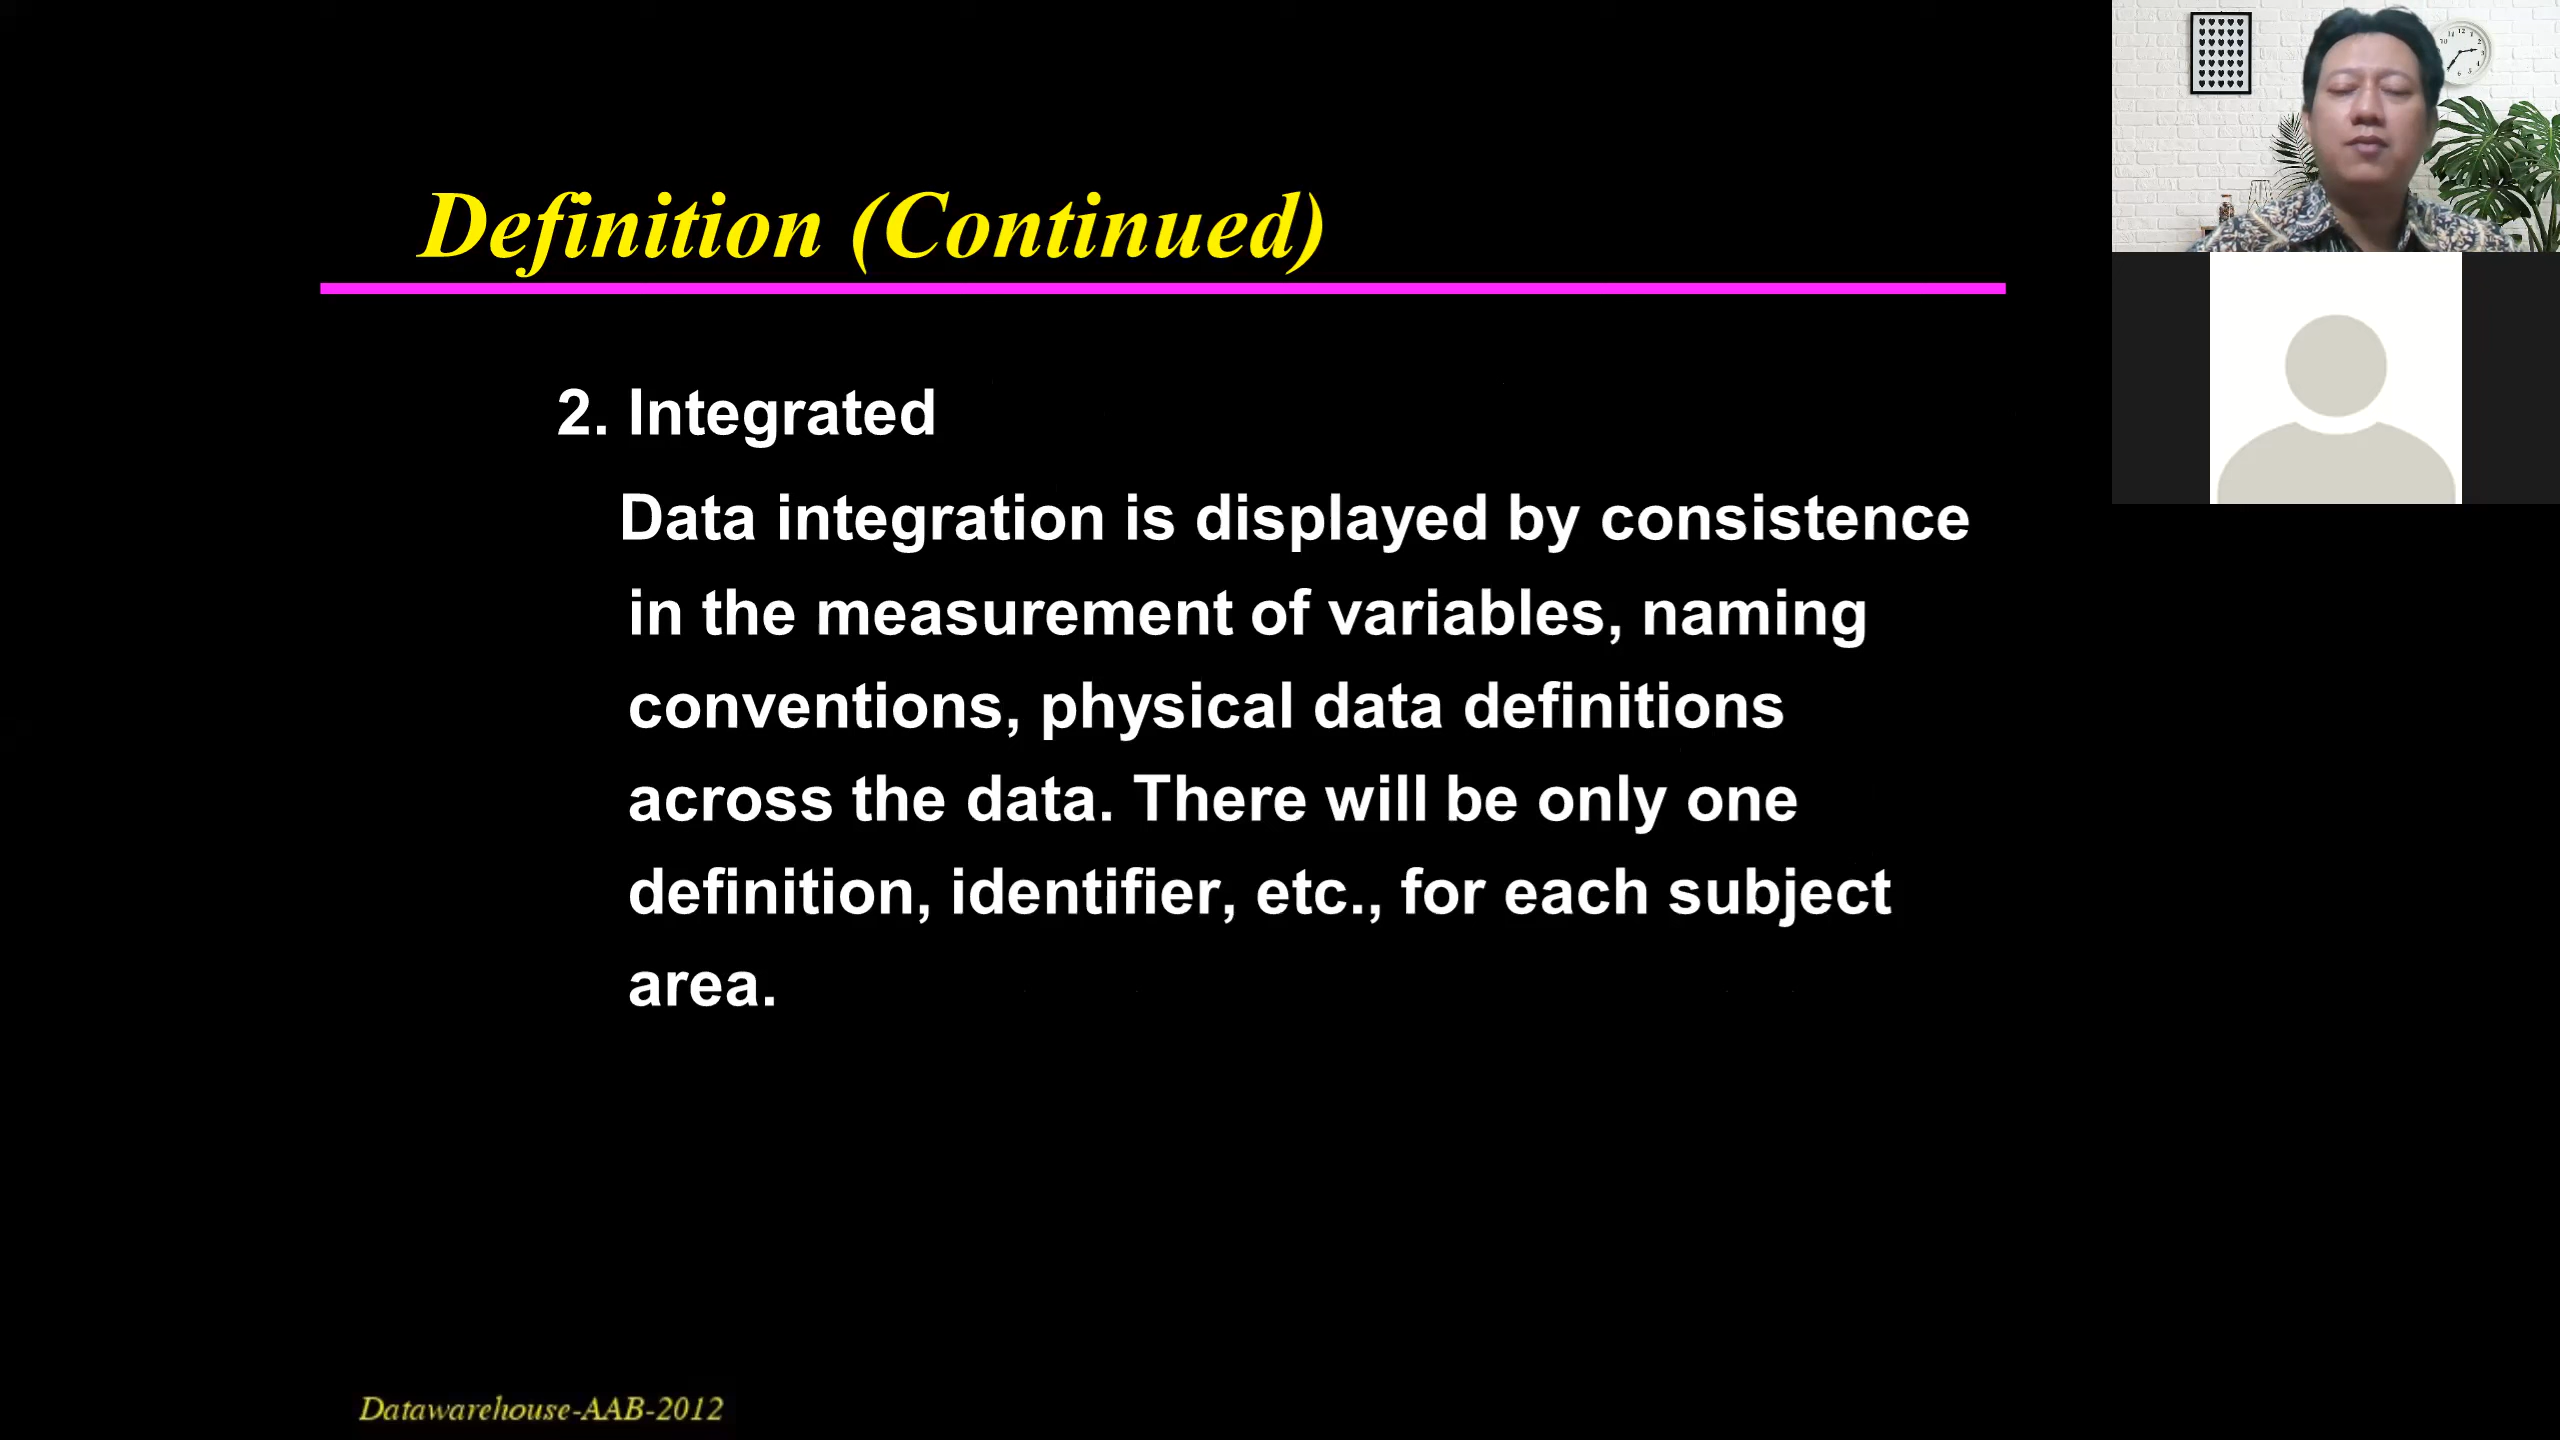 Definition (Continued)
2. Integrated
Data integration is displayed by consistence
in the measurement of variables, naming
conventions, physical data definitions
across the data. There will be only one
definition, identifier, etc., for each subject
area.
Datawarehouse-AAB-2012